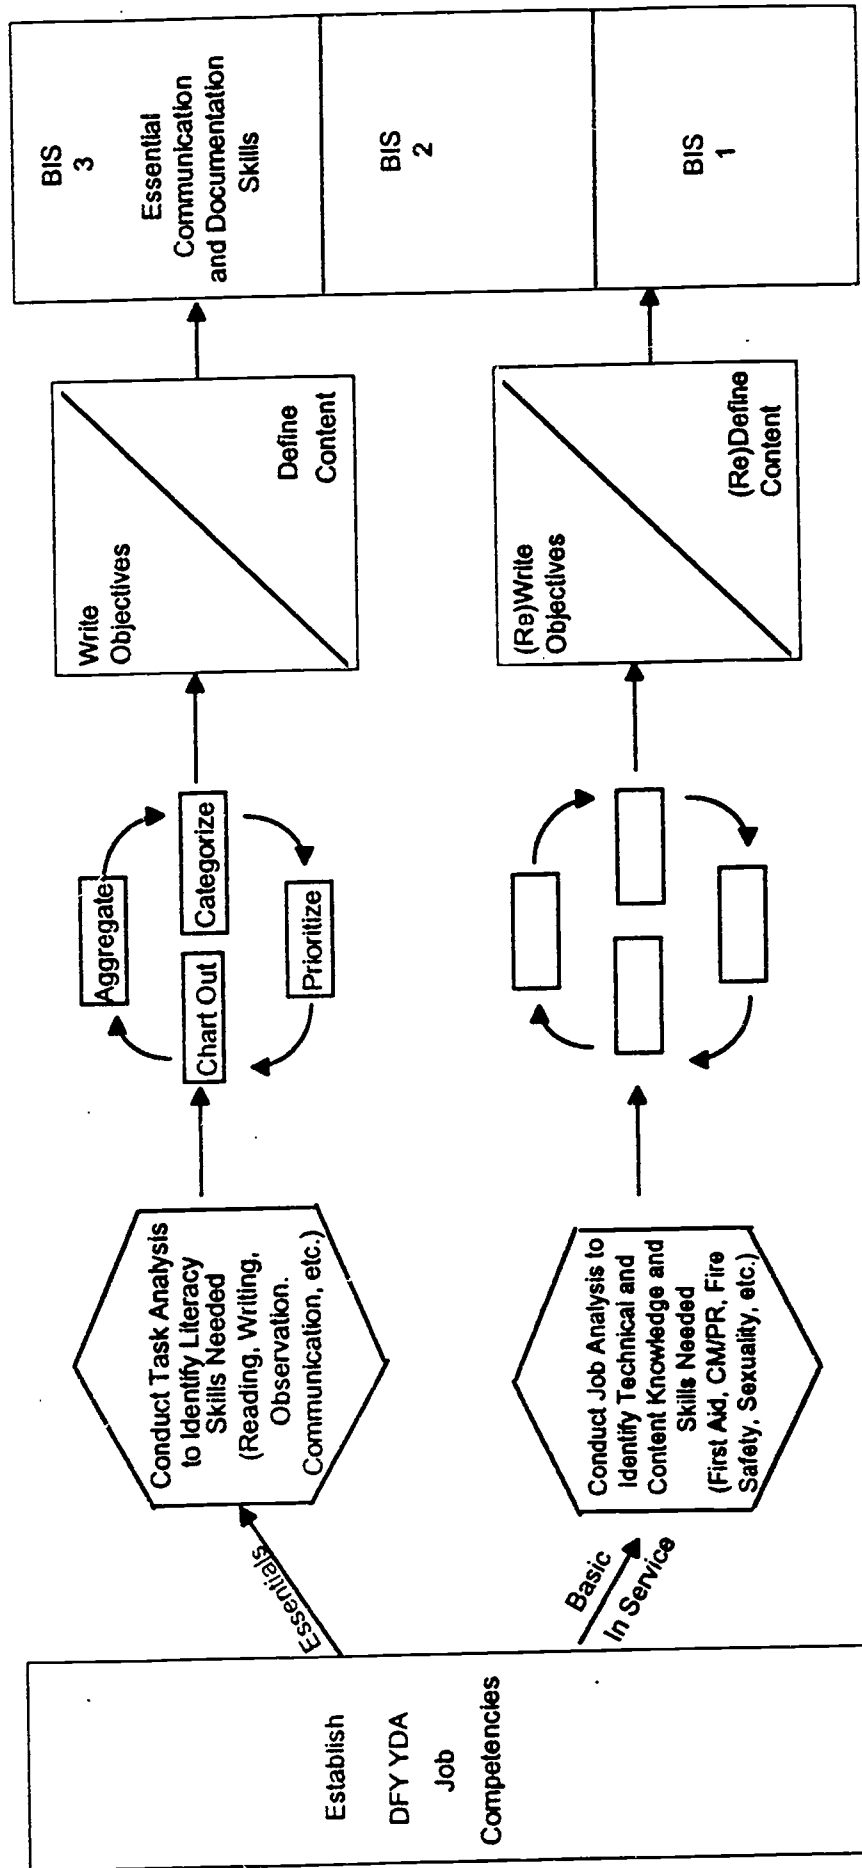 Establish
DFY YDA
Job
Competencies
Essentials
Basic
In Service
Conduct Task Analysis
to Identify Literacy
Skills Needed
(Reading, Writing,
Observation.
Communication, etc.)
Conduct Job Analysis to
Identify Technical and
Content Knowledge and
Skills Needed
(First Aid, CM/PR, Fire
Safety, Sexuality, etc.)
Chart Out
Aggregate
Categorize
Prioritize
Write
Objectives
Define
Content
(Re)Write
Objectives
(Re)Define
Content
BIS
3
Essential
Communication
and Documentation
Skills
BIS
2
BIS
1